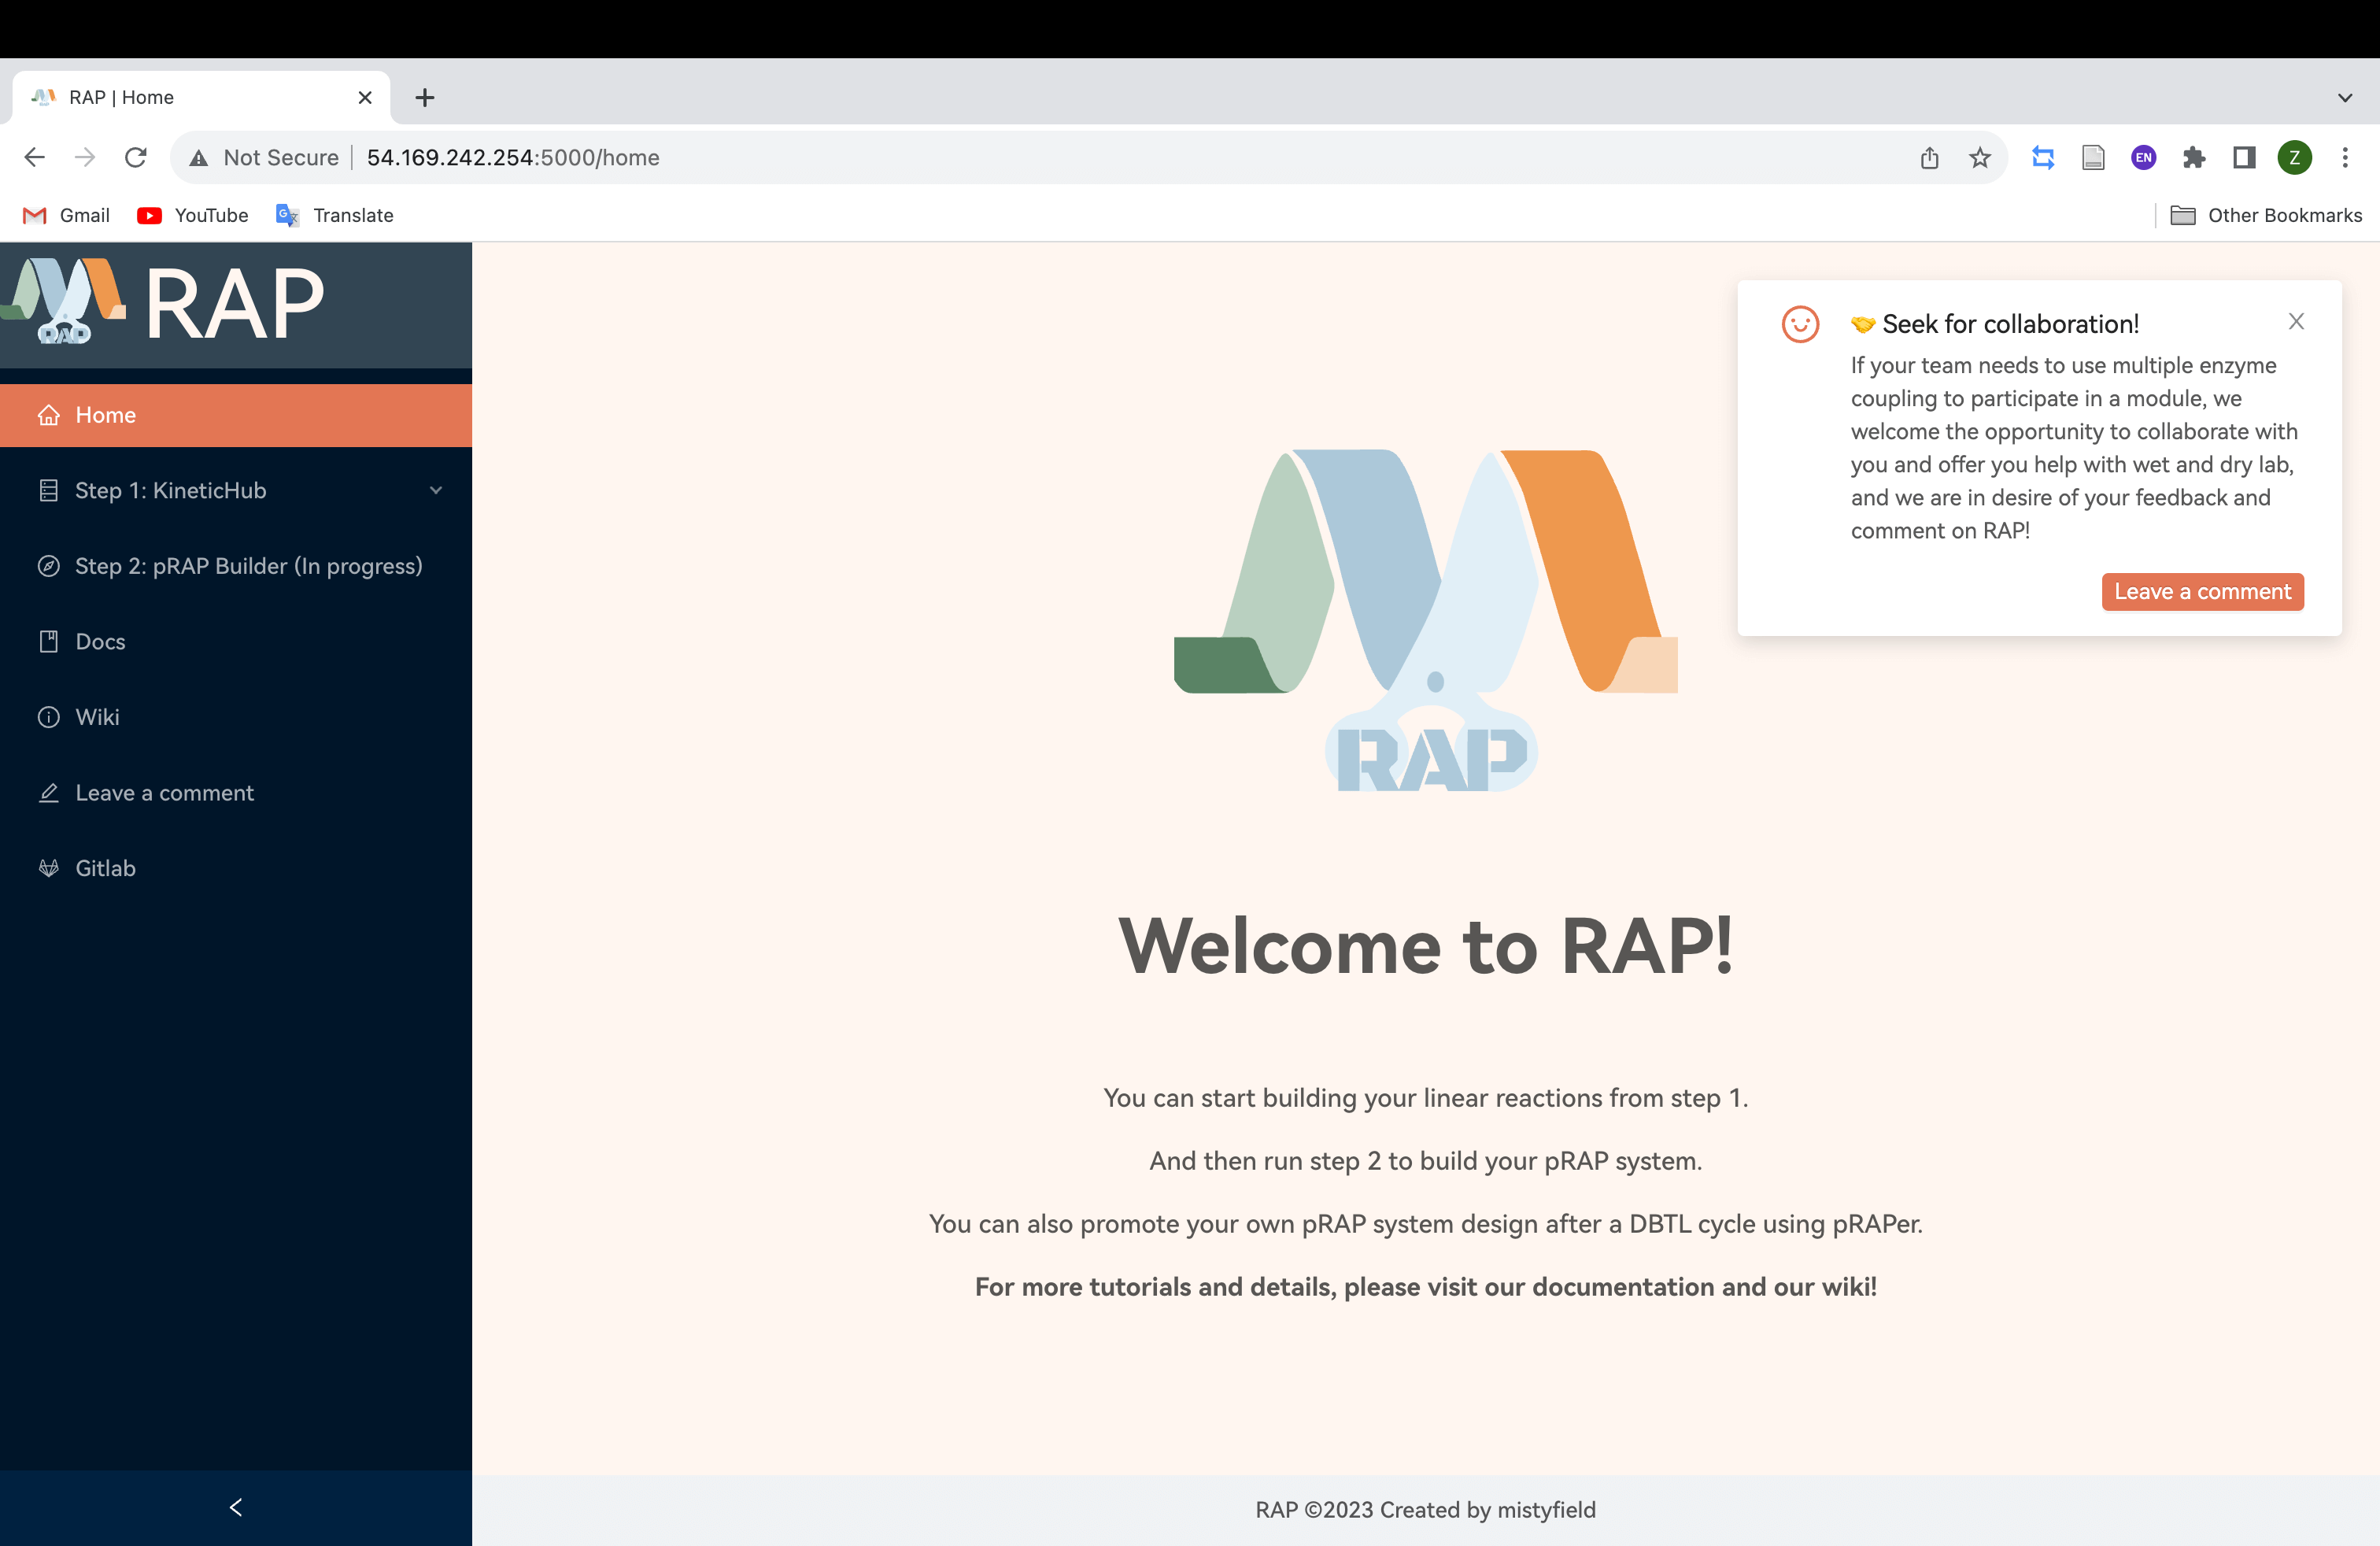 RAP | Home
Not Secure
54.169.242.254:5000/home
EN
Z
Gmail
YouTube
Translate
Other Bookmarks
RAP
RAP
Home
Step 1: KineticHub
Step 2: pRAP Builder (In progress)
Docs
Wiki
Leave a comment
Gitlab
🤝 Seek for collaboration!
If your team needs to use multiple enzyme
coupling to participate in a module, we
welcome the opportunity to collaborate with
you and offer you help with wet and dry lab,
and we are in desire of your feedback and
comment on RAP!
Leave a comment
RAP
Welcome to RAP!
You can start building your linear reactions from step 1.
And then run step 2 to build your pRAP system.
You can also promote your own pRAP system design after a DBTL cycle using pRAPer.
For more tutorials and details, please visit our documentation and our wiki!
RAP ©2023 Created by mistyfield